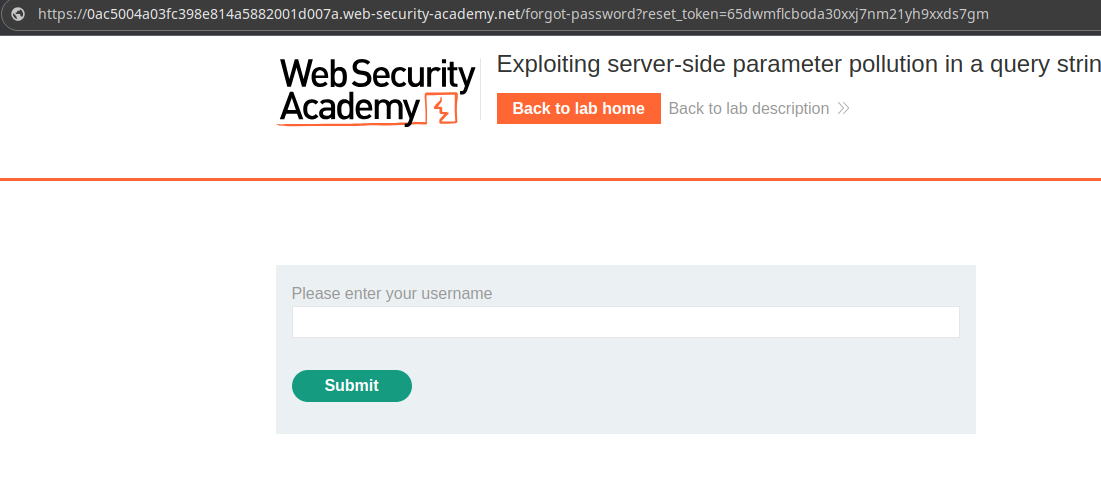 https://0ac5004a03fc398e814a5882001d007a.web-security-academy.net/forgot-password?reset_token=65dwmflcboda30xxj7nm21yh9xxds7gm
Web Security
Academy
Exploiting server-side parameter pollution in a query strin
Back to lab home
Back to lab description
Please enter your username
Submit